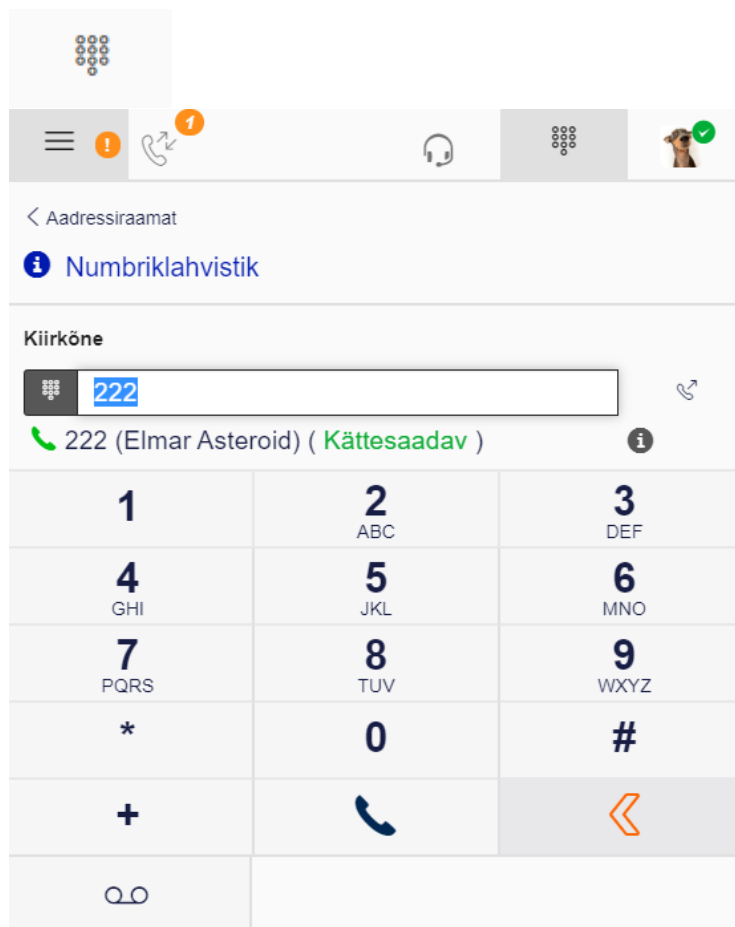 ! 1
< Aadressiraamat
i Numbriklahvistik
Kiirkõne
222
222 (Elmar Asteroid) ( Kättesaadav ) i
1 2 3
ABC DEF
4 5 6
GHI JKL MNO
7 8 9
PQRS TUV WXYZ
* 0 #
+